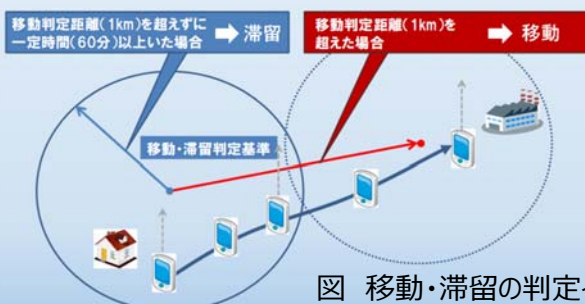 移動判定距離(1km)を超えずに
一定時間(60分)以上いた場合
滞留
移動判定距離(1km)を
超えた場合
移動
移動・滞留判定基準
図 移動・滞留の判定